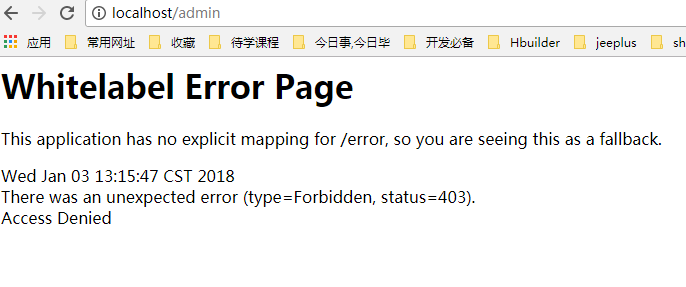 localhost/admin
应用 常用网址 收藏 待学课程 今日事,今日毕 开发必备 Hbuilder jeeplus sh
Whitelabel Error Page
This application has no explicit mapping for /error, so you are seeing this as a fallback.
Wed Jan 03 13:15:47 CST 2018
There was an unexpected error (type=Forbidden, status=403).
Access Denied